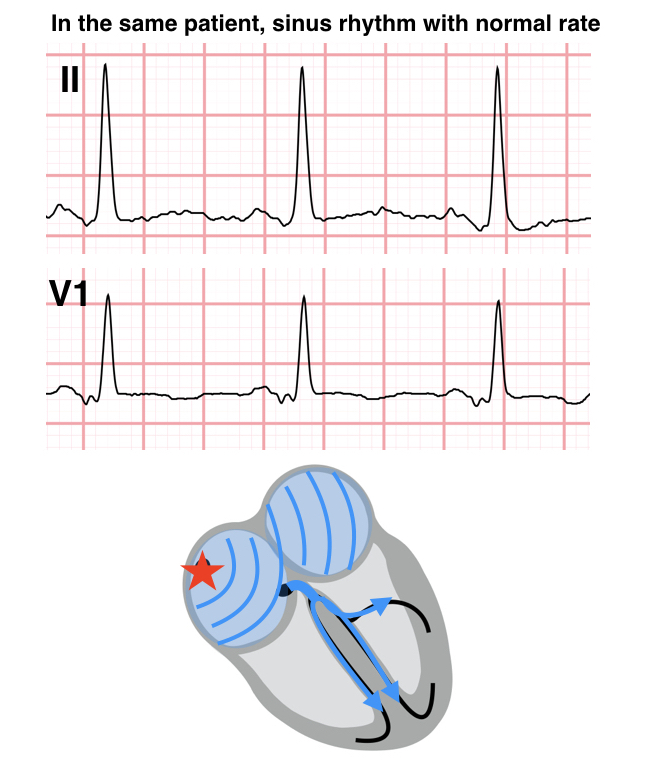 In the same patient, sinus rhythm with normal rate
II
V1